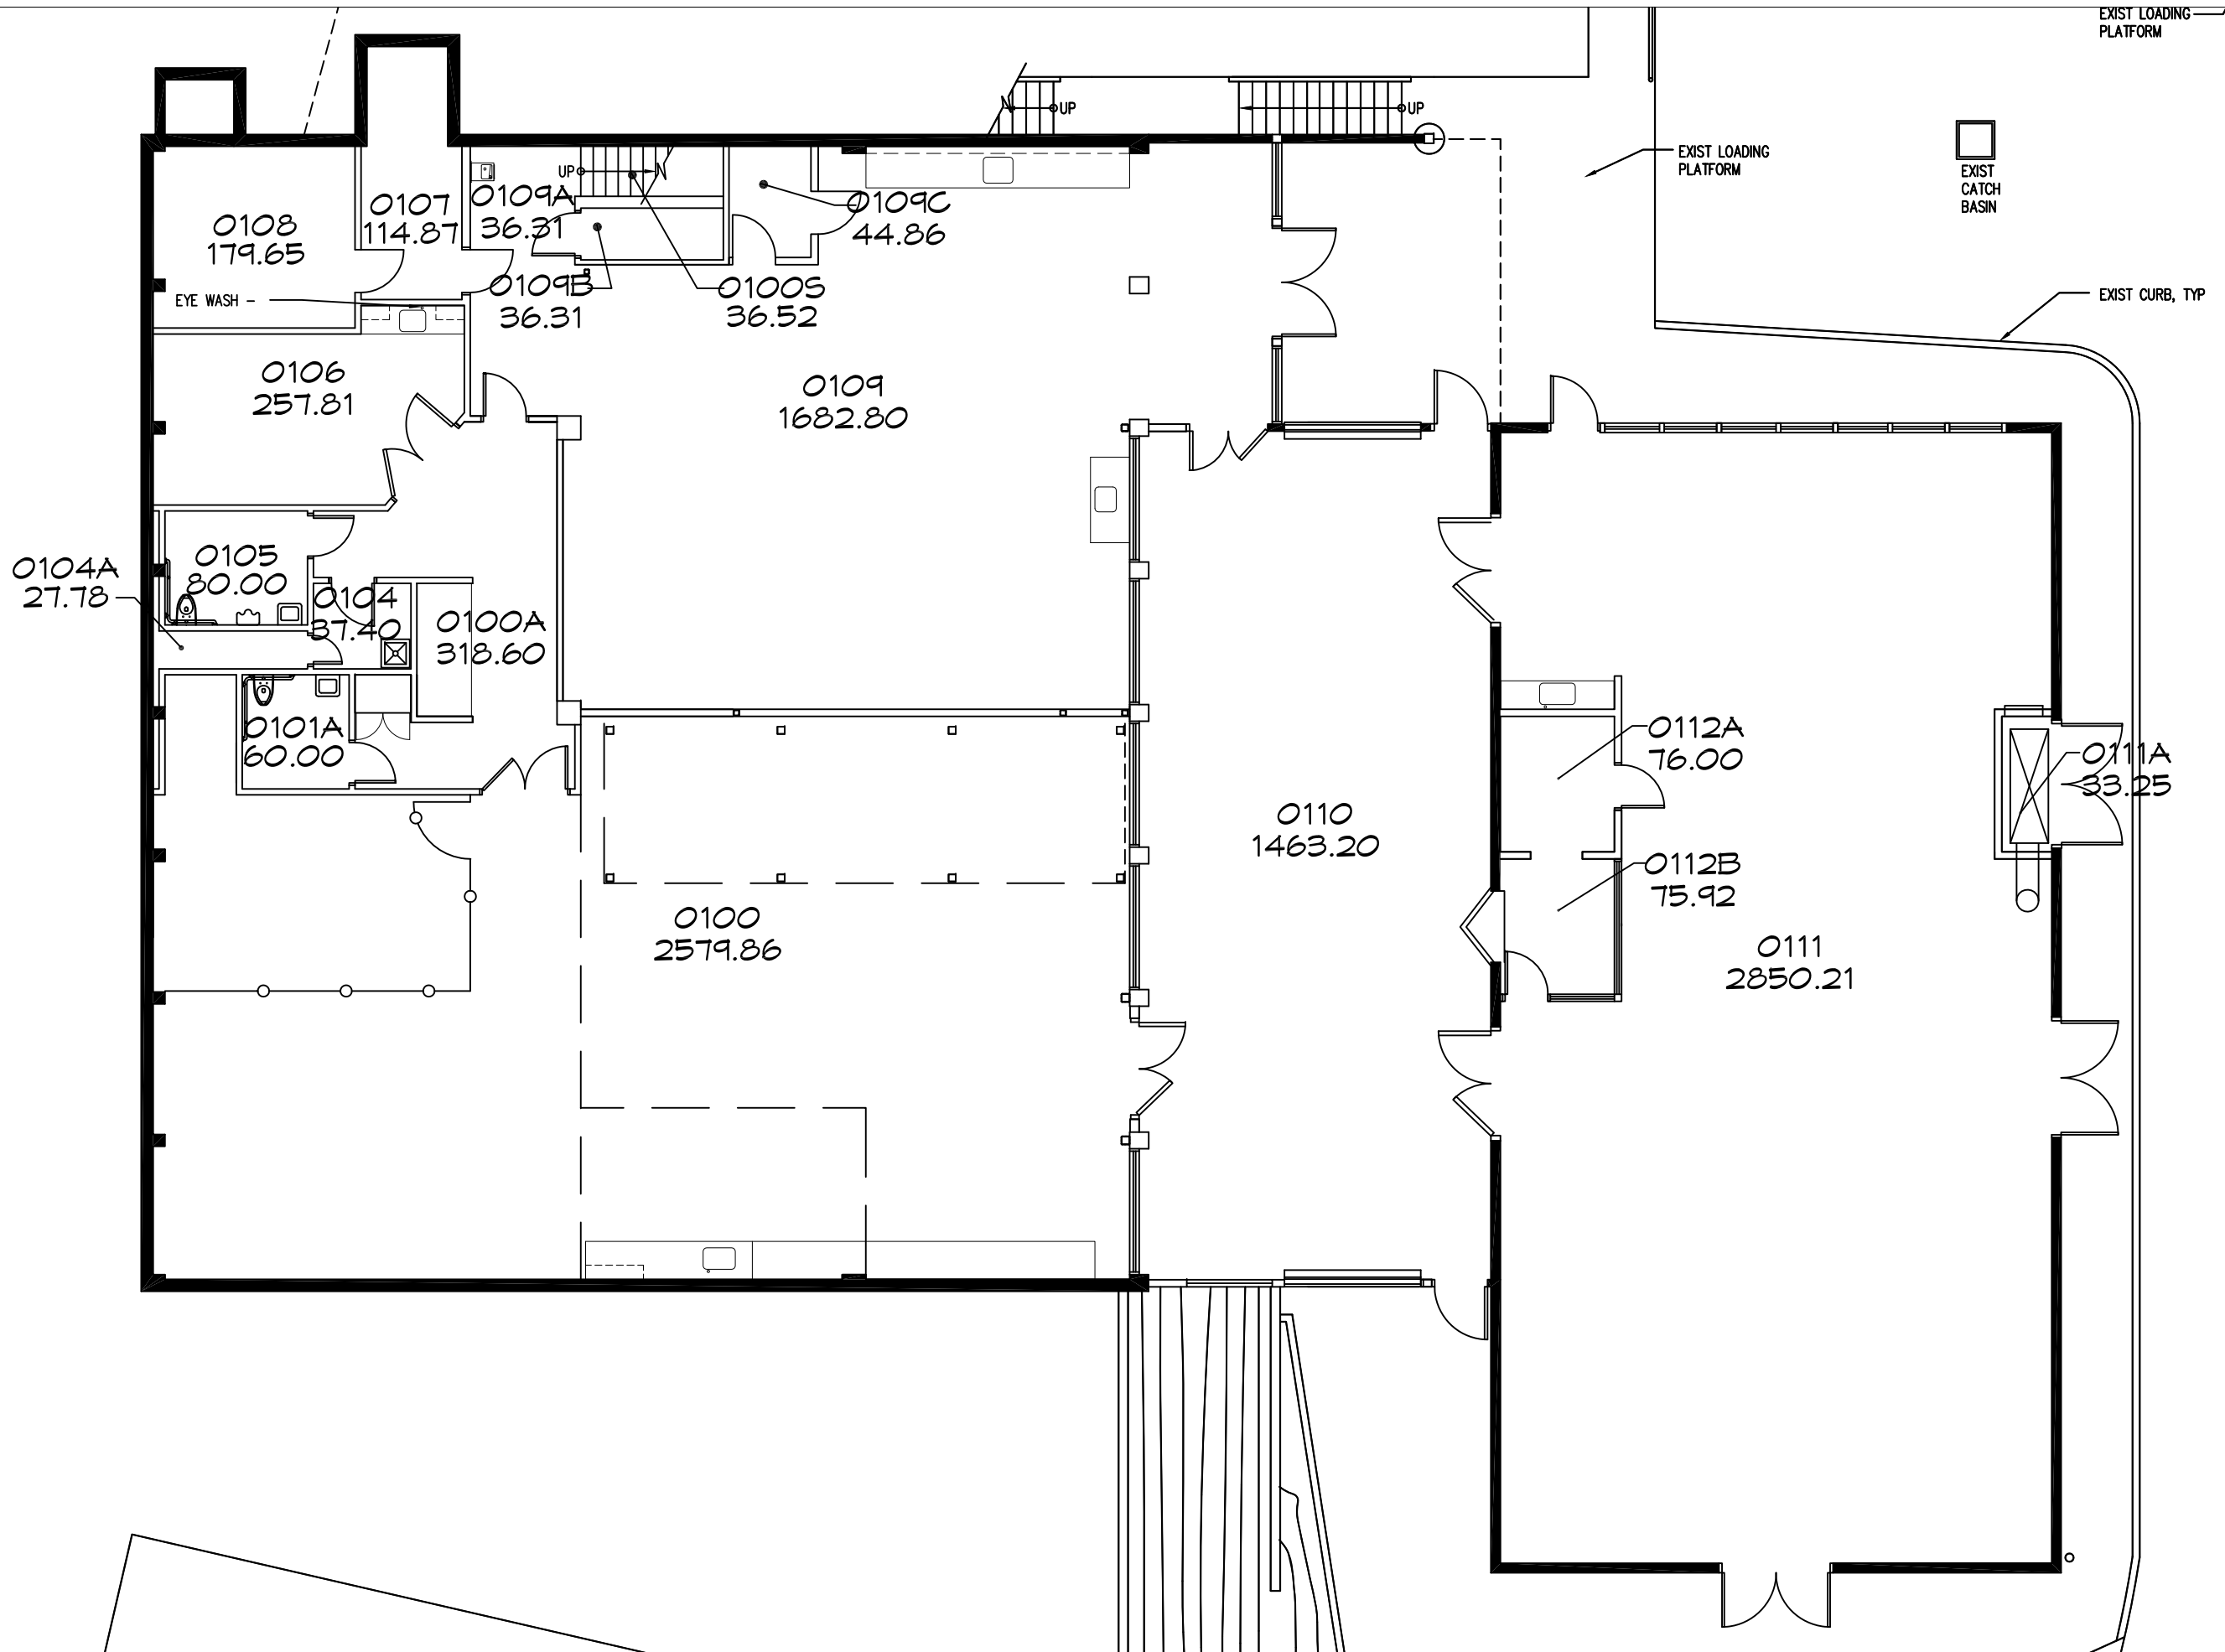 EXIST LOADING
PLATFORM
UP
UP
EXIST LOADING
PLATFORM
EXIST
CATCH
BASIN
UP
0108
179.65
0107
114.87
0109A
36.31
0109C
44.86
EYE WASH -
0109B
36.31
0100S
36.52
EXIST CURB, TYP
0106
257.81
0109
1682.80
0104A
27.78
0105
80.00
0104
37.40
0100A
318.60
0101A
60.00
0112A
76.00
0111A
33.25
0110
1463.20
0112B
75.92
0100
2579.86
0111
2850.21